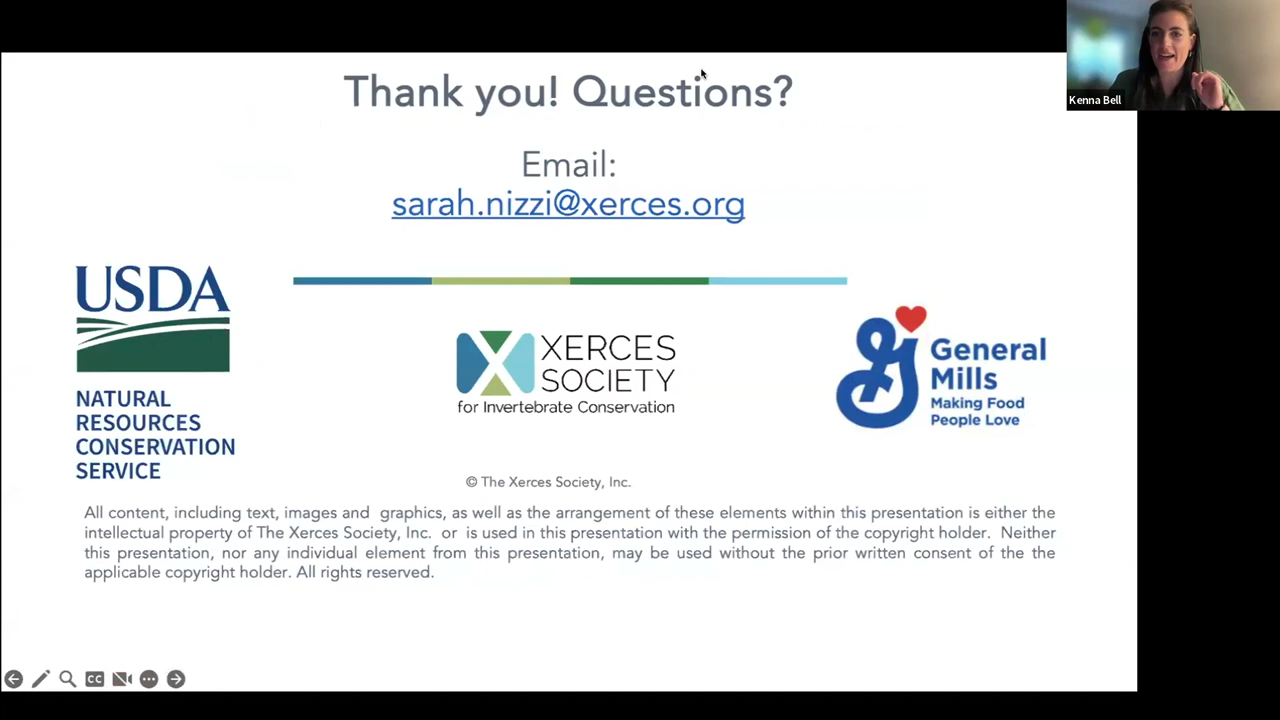 Thank you! Questions?
Kenna Bell
Email:
sarah.nizzi@xerces.org
USDA
NATURAL
RESOURCES
CONSERVATION
SERVICE
XERCES
SOCIETY
for Invertebrate Conservation
General
Mills
Making Food
People Love
© The Xerces Society, Inc.
All content, including text, images and graphics, as well as the arrangement of these elements within this presentation is either the
intellectual property of The Xerces Society, Inc. or is used in this presentation with the permission of the copyright holder. Neither
this presentation, nor any individual element from this presentation, may be used without the prior written consent of the the
applicable copyright holder. All rights reserved.
CC